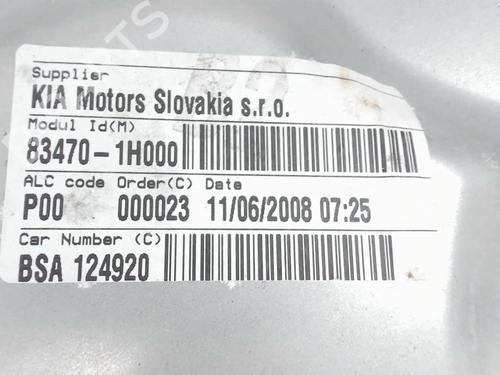 Supplier
KIA Motors Slovakia s.r.o.
Modul Id(M)
83470-1H000
ALC code Order(C) Date
P00 000023 11/06/2008 07:25
Car Number (C)
BSA 124920